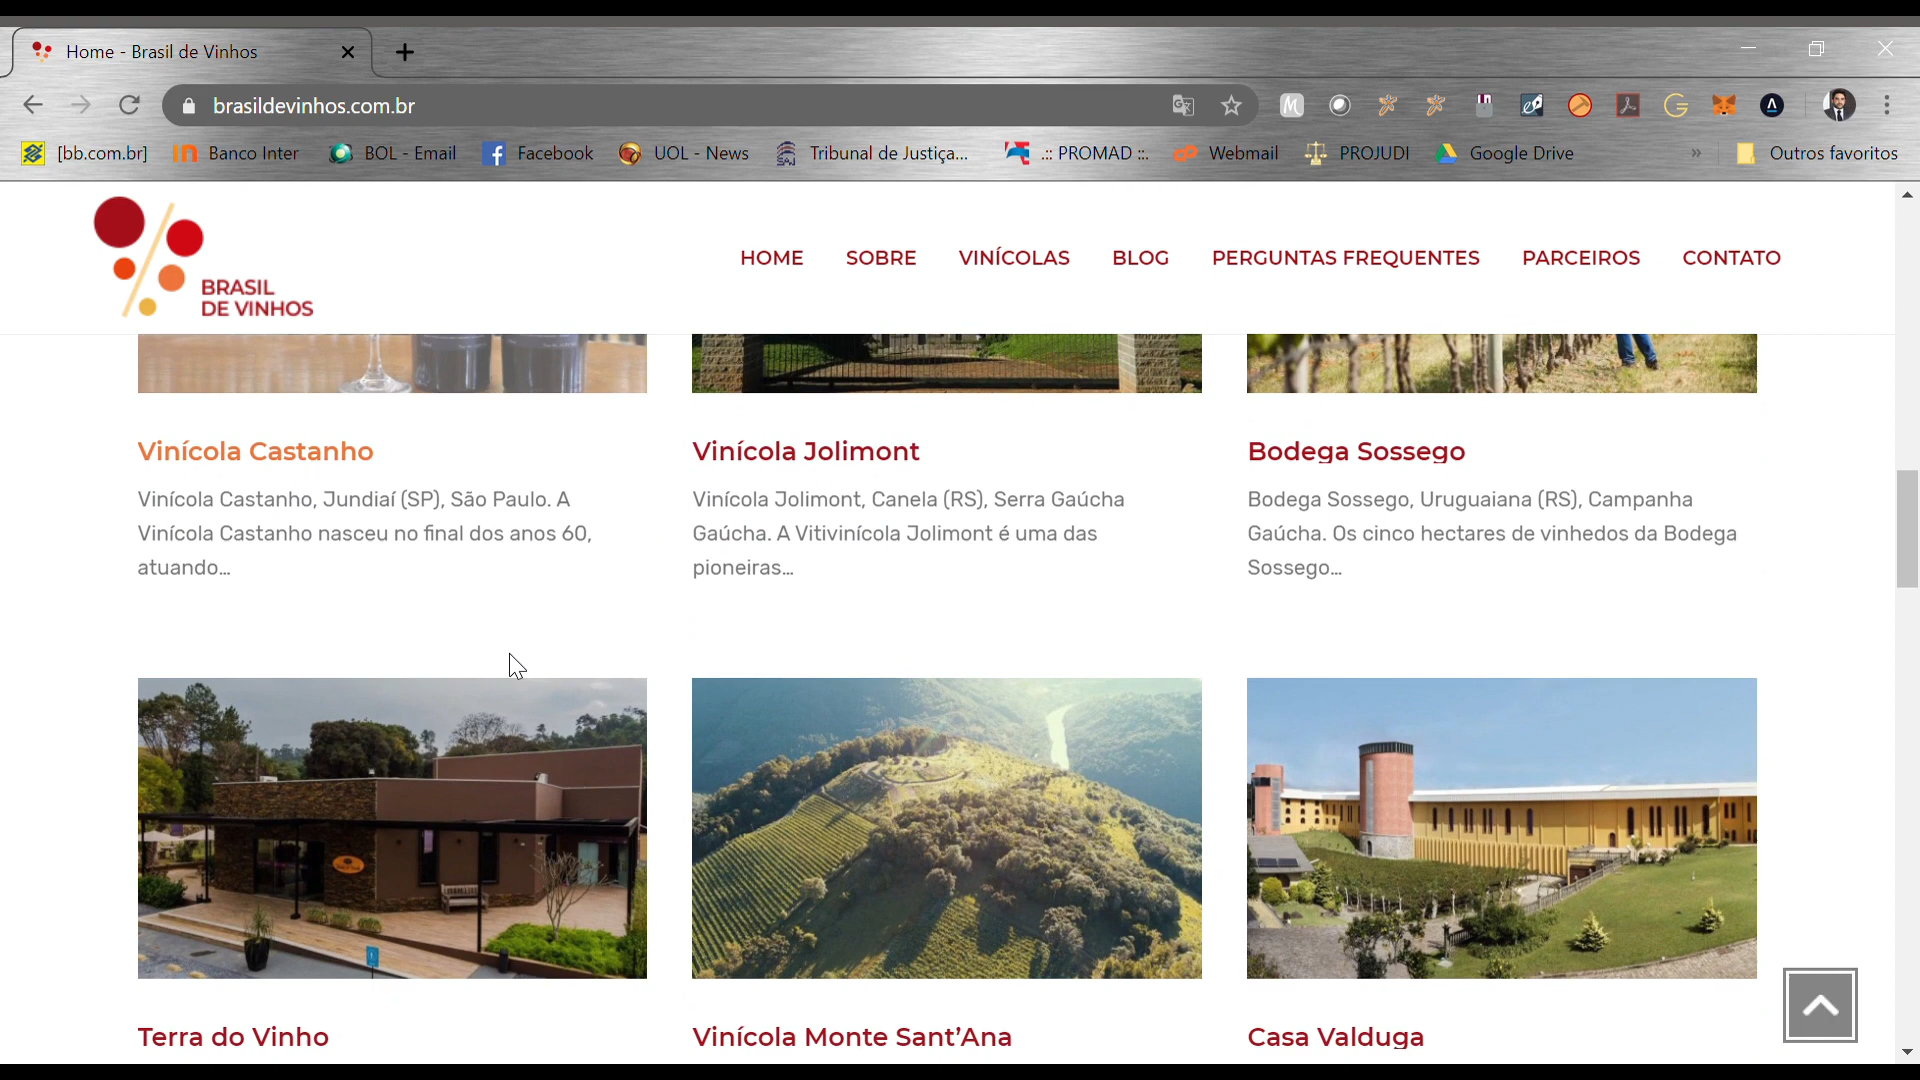 Home - Brasil de Vinhos
brasildevinhos.com.br
[bb.com.br] Banco Inter BOL - Email Facebook UOL - News Tribunal de Justiça... .:: PROMAD ::. Webmail PROJUDI Google Drive » Outros favoritos
BRASIL
DE VINHOS
HOME SOBRE VINÍCOLAS BLOG PERGUNTAS FREQUENTES PARCEIROS CONTATO
Vinícola Castanho
Vinícola Castanho, Jundiaí (SP), São Paulo. A
Vinícola Castanho nasceu no final dos anos 60,
atuando...
Vinícola Jolimont
Vinícola Jolimont, Canela (RS), Serra Gaúcha
Gaúcha. A Vitivinícola Jolimont é uma das
pioneiras...
Bodega Sossego
Bodega Sossego, Uruguaiana (RS), Campanha
Gaúcha. Os cinco hectares de vinhedos da Bodega
Sossego...
Terra do Vinho
Vinícola Monte Sant’Ana
Casa Valduga